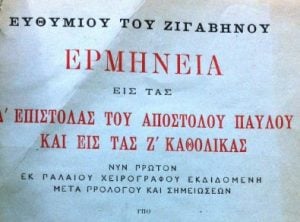 ΕΥΘΥΜΙΟΥ ΤΟΥ ΖΙΓΑΒΗΝΟΥ
ΕΡΜΗΝΕΙΑ
ΕΙΣ ΤΑΣ
Δ' ΕΠΙΣΤΟΛΑΣ ΤΟΥ ΑΠΟΣΤΟΛΟΥ ΠΑΥΛΟΥ
ΚΑΙ ΕΙΣ ΤΑΣ Ζ' ΚΑΘΟΛΙΚΑΣ
ΝΥΝ ΠΡΩΤΟΝ
ΕΚ ΠΑΛΑΙΟΥ ΧΕΙΡΟΓΡΑΦΟΥ ΕΚΔΙΔΟΜΕΝΗ
ΜΕΤΑ ΠΡΟΛΟΓΟΥ ΚΑΙ ΣΗΜΕΙΩΣΕΩΝ
ΥΠΟ